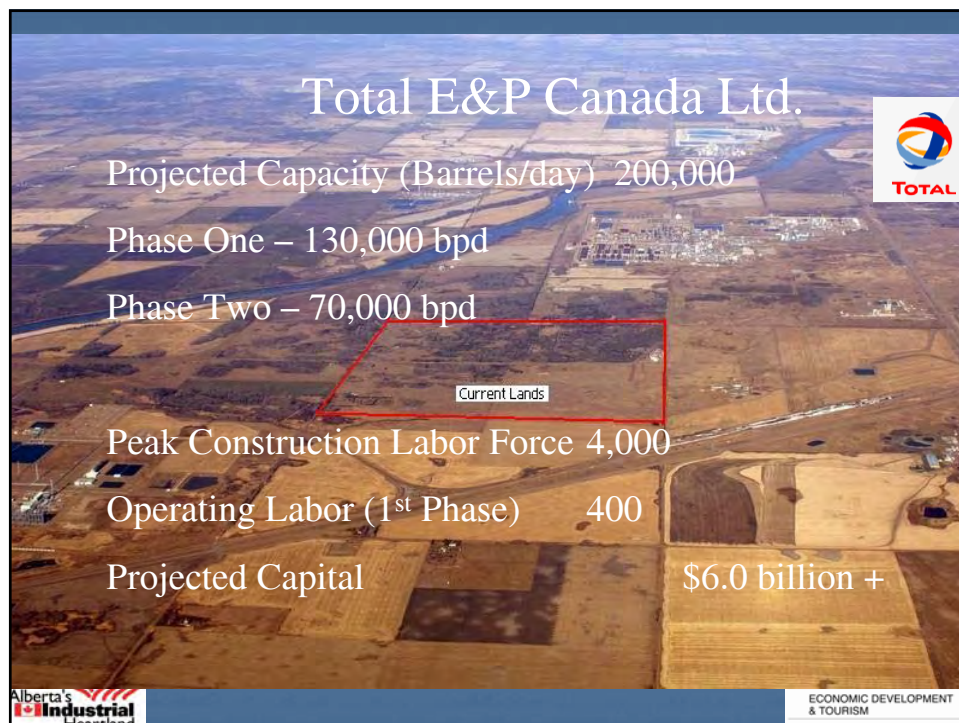 Total E&P Canada Ltd.
TOTAL
Projected Capacity (Barrels/day) 200,000
Phase One – 130,000 bpd
Phase Two – 70,000 bpd
Current Lands
Peak Construction Labor Force 4,000
Operating Labor (1st Phase) 400
Projected Capital $6.0 billion +
Alberta's
Industrial
Heartland
ECONOMIC DEVELOPMENT
& TOURISM